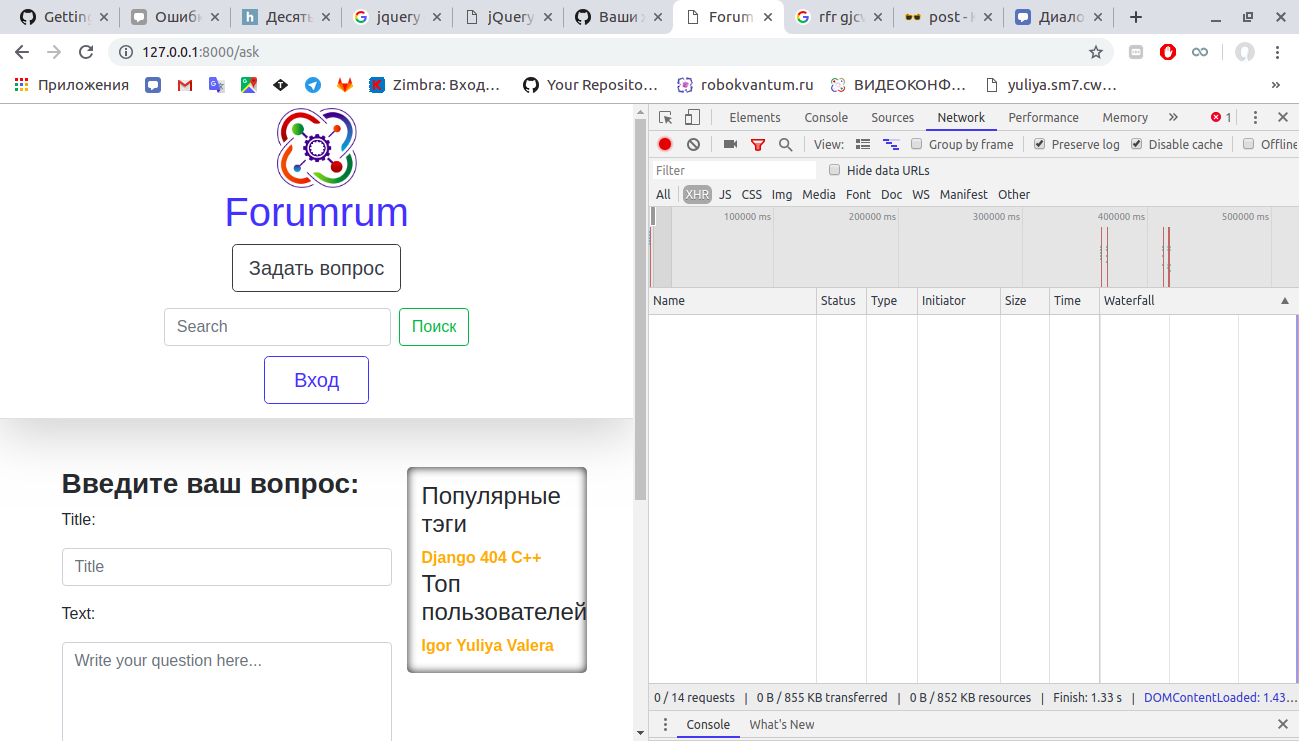 Getting
Ошибк
Десять
jquery
jQuery
Ваши х
Forum
rfr gjcv
post - 
Диало
127.0.0.1:8000/ask
Приложения
Zimbra: Вход...
Your Reposito...
robokvantum.ru
ВИДЕОКОНФ...
yuliya.sm7.cw...
»
Forumrum
Задать вопрос
Search
Поиск
Вход
Введите ваш вопрос:
Title:
Title
Text:
Write your question here...
Популярные
тэги
Django 404 C++
Топ
пользователей
Igor Yuliya Valera
Elements Console Sources Network Performance Memory » 1
View: Group by frame Preserve log Disable cache Offline
Filter Hide data URLs
All XHR JS CSS Img Media Font Doc WS Manifest Other
100000 ms 200000 ms 300000 ms 400000 ms 500000 ms
Name Status Type Initiator Size Time Waterfall
0 / 14 requests | 0 B / 855 KB transferred | 0 B / 852 KB resources | Finish: 1.33 s | DOMContentLoaded: 1.43...
Console What's New